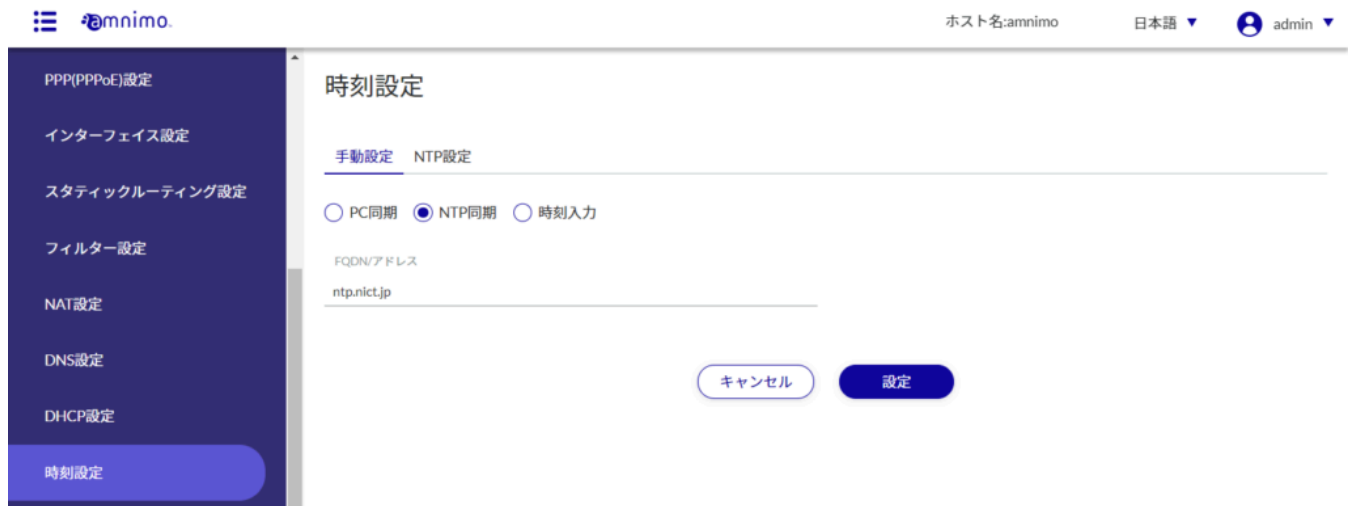 amnimo.
ホスト名:amnimo
日本語 ▼
admin ▼
PPP(PPPoE)設定
インターフェイス設定
スタティックルーティング設定
フィルター設定
NAT設定
DNS設定
DHCP設定
時刻設定
時刻設定
手動設定 NTP設定
PC同期 NTP同期 時刻入力
FQDN/アドレス
ntp.nict.jp
キャンセル 設定